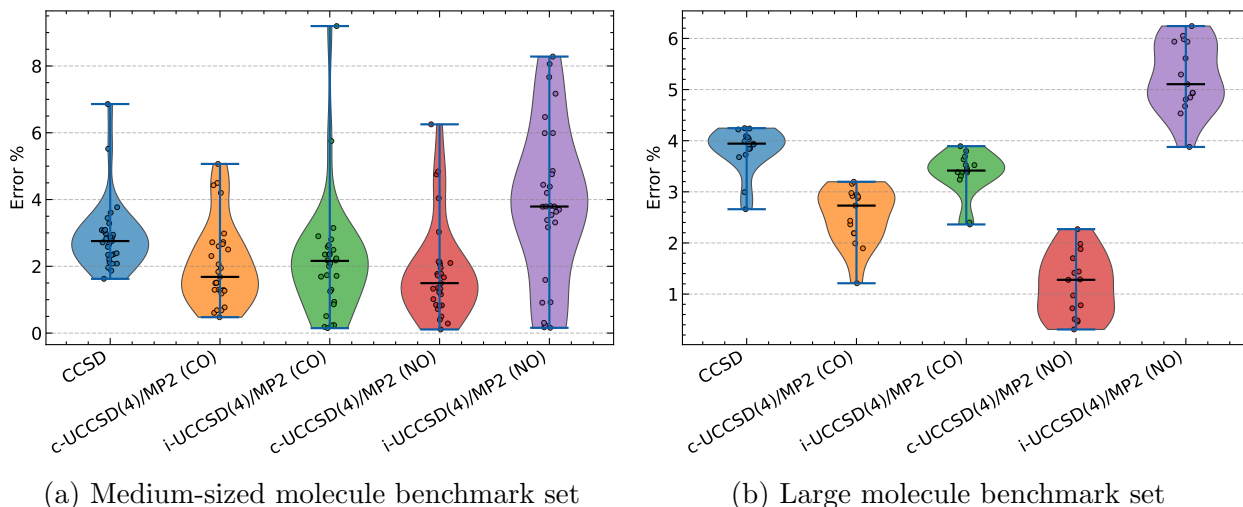 Error %
8
6
4
2
0
CCSD
c-UCCSD(4)/MP2 (CO)
i-UCCSD(4)/MP2 (CO)
c-UCCSD(4)/MP2 (NO)
i-UCCSD(4)/MP2 (NO)
(a) Medium-sized molecule benchmark set
Error %
6
5
4
3
2
1
CCSD
c-UCCSD(4)/MP2 (CO)
i-UCCSD(4)/MP2 (CO)
c-UCCSD(4)/MP2 (NO)
i-UCCSD(4)/MP2 (NO)
(b) Large molecule benchmark set